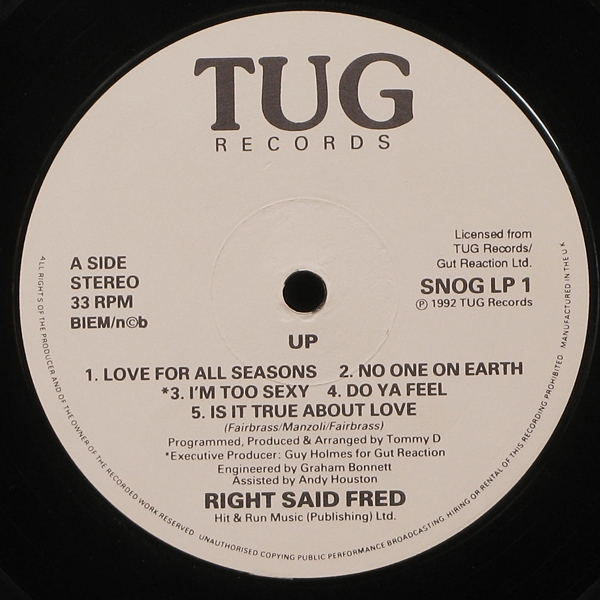 TUG
RECORDS
A SIDE
STEREO
33 RPM
BIEM/n©b
Licensed from
TUG Records/
Gut Reaction Ltd.
SNOG LP 1
℗ 1992 TUG Records
UP
1. LOVE FOR ALL SEASONS 2. NO ONE ON EARTH
*3. I'M TOO SEXY 4. DO YA FEEL
5. IS IT TRUE ABOUT LOVE
(Fairbrass/Manzoli/Fairbrass)
Programmed, Produced & Arranged by Tommy D
*Executive Producer: Guy Holmes for Gut Reaction
Engineered by Graham Bonnett
Assisted by Andy Houston
RIGHT SAID FRED
Hit & Run Music (Publishing) Ltd.
ALL RIGHTS OF THE PRODUCER AND OF THE OWNER OF THE RECORDED WORK RESERVED. UNAUTHORISED COPYING PUBLIC PERFORMANCE BROADCASTING, HIRING OR RENTAL OF THIS RECORDING PROHIBITED. MANUFACTURED IN THE U.K.